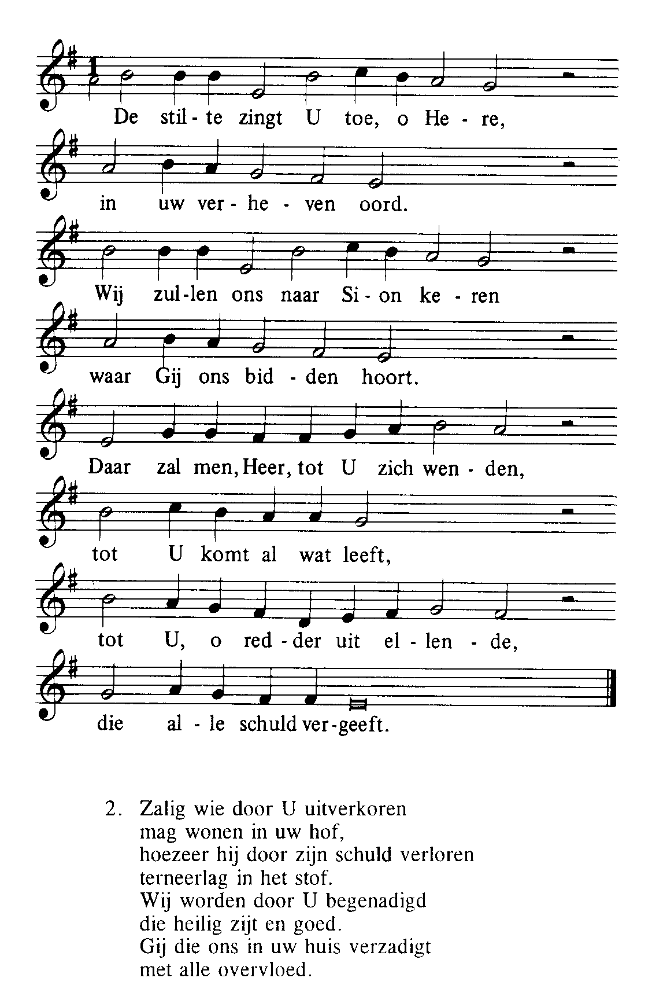 1
De stil - te zingt U toe, o He - re,
in uw ver - he - ven oord.
Wij zul-len ons naar Si - on ke - ren
waar Gij ons bid - den hoort.
Daar zal men, Heer, tot U zich wen - den,
tot U komt al wat leeft,
tot U, o red - der uit el - len - de,
die al - le schuld ver-geeft.
2. Zalig wie door U uitverkoren
mag wonen in uw hof,
hoezeer hij door zijn schuld verloren
terneerlag in het stof.
Wij worden door U begenadigd
die heilig zijt en goed.
Gij die ons in uw huis verzadigt
met alle overvloed.